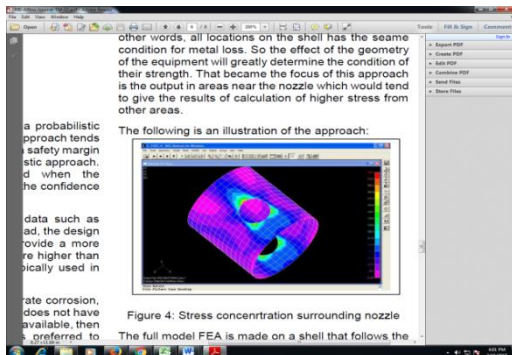 File Edit View Window Help
Open
Tools
Fill & Sign
Comment
Sign In
Export PDF
Create PDF
Edit PDF
Combine PDF
Send Files
Store Files
a probabilistic
approach tends
safety margin
stic approach.
d when the
he confidence
data such as
ad, the design
rovide a more
re higher than
pically used in
rate corrosion,
does not have
available, then
s preferred to
other words, all locations on the shell has the seame
condition for metal loss. So the effect of the geometry
of the equipment will greatly determine the condition of
their strength. That became the focus of this approach
is the output in areas near the nozzle which would tend
to give the results of calculation of higher stress from
other areas.
The following is an illustration of the approach:
Figure 4: Stress concenrtration surrounding nozzle
The full model FEA is made on a shell that follows the